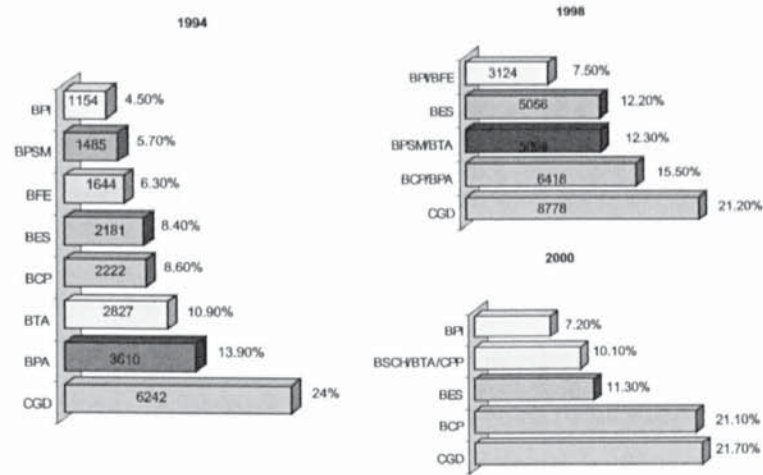 1994
BPI 1154 4.50%
BPSM 1485 5.70%
BFE 1644 6.30%
BES 2181 8.40%
BCP 2222 8.60%
BTA 2827 10.90%
BPA 3610 13.90%
CGD 6242 24%
1998
BPI/BFE 3124 7.50%
BES 5056 12.20%
BPSM/BTA 12.30%
BCP/BPA 6418 15.50%
CGD 8778 21.20%
2000
BPI 7.20%
BSCH/BTA/CPP 10.10%
BES 11.30%
BCP 21.10%
CGD 21.70%